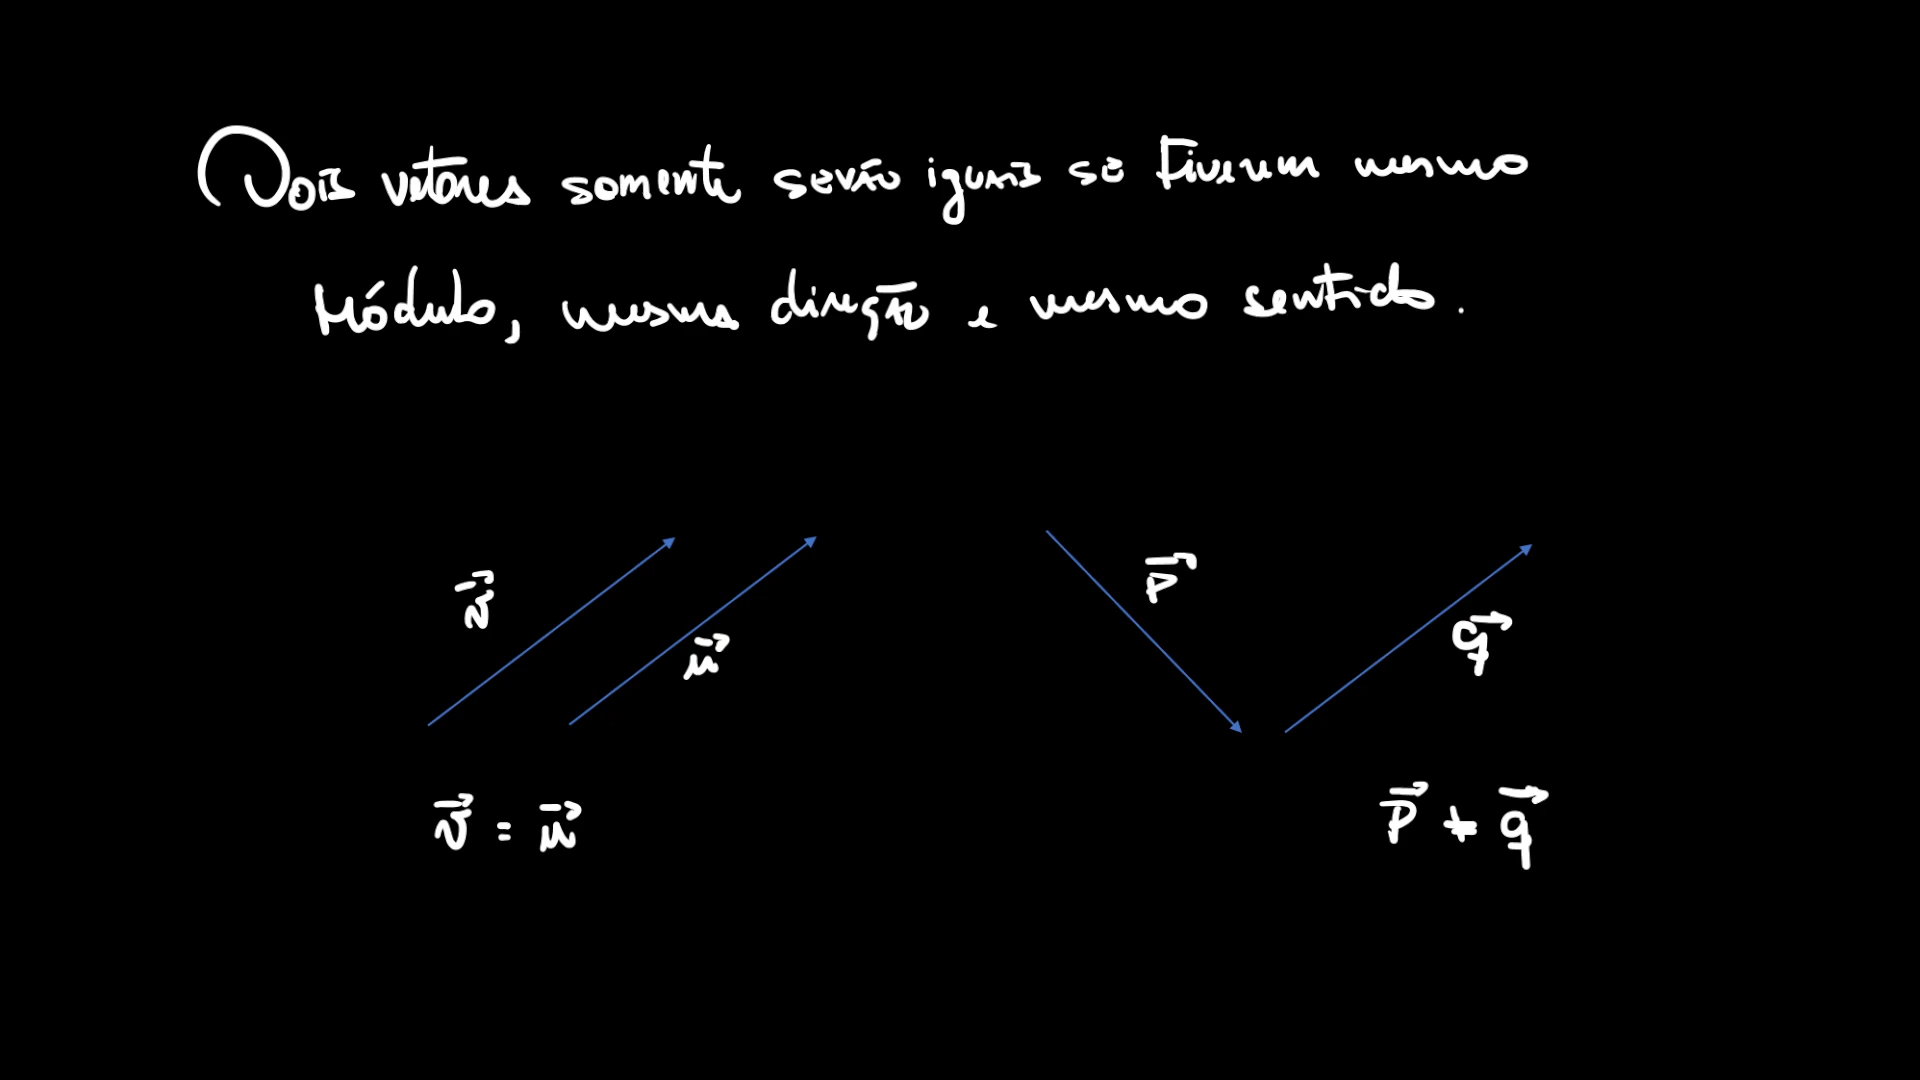 Dois vetores somente serão iguais se tiverem mesmo
módulo, mesma direção e mesmo sentido.
v⃗
u⃗
p⃗
q⃗
v⃗ = u⃗
p⃗ ≠ q⃗